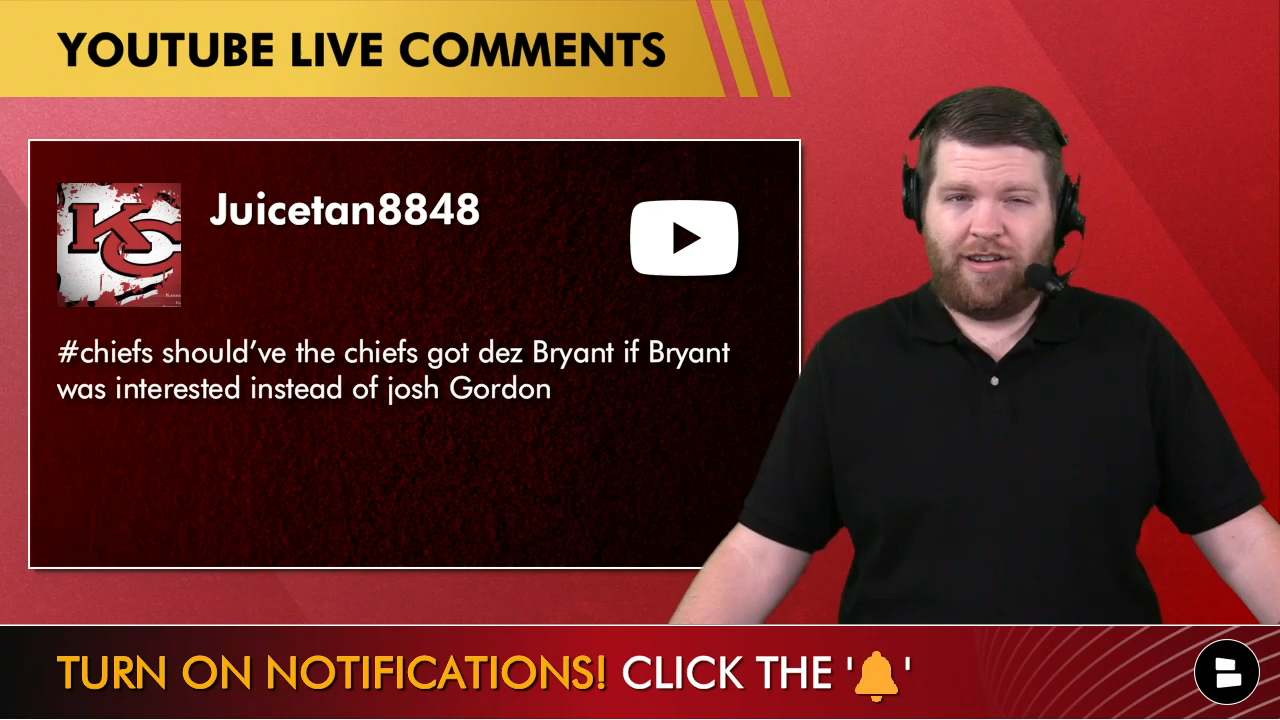 YOUTUBE LIVE COMMENTS
KC
Juicetan8848
#chiefs should’ve the chiefs got dez Bryant if Bryant
was interested instead of josh Gordon
TURN ON NOTIFICATIONS! CLICK THE '🔔'